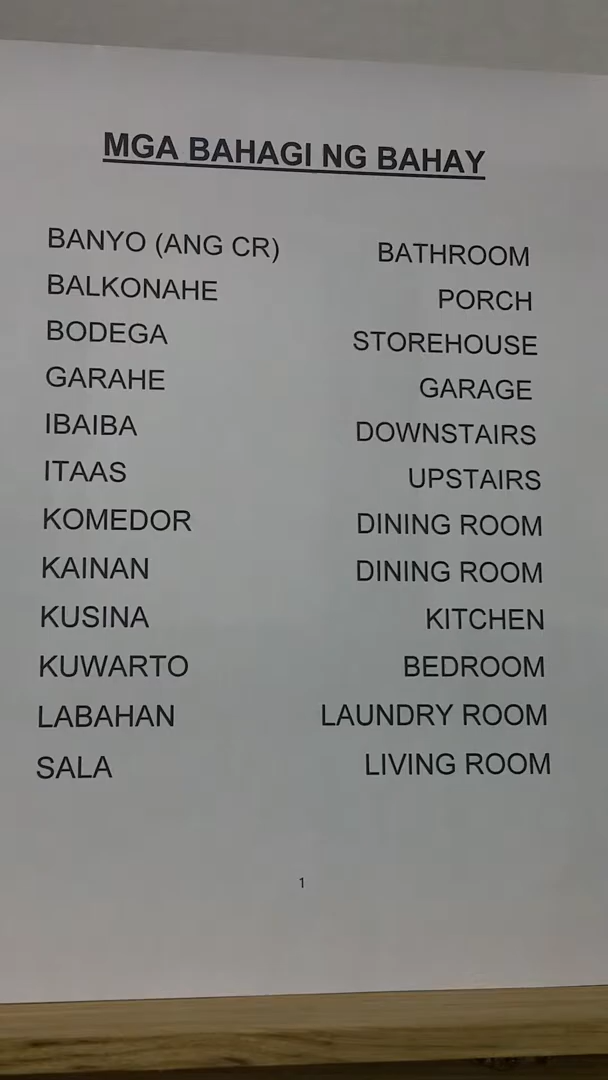 MGA BAHAGI NG BAHAY
BANYO (ANG CR) BATHROOM
BALKONAHE PORCH
BODEGA STOREHOUSE
GARAHE GARAGE
IBAIBA DOWNSTAIRS
ITAAS UPSTAIRS
KOMEDOR DINING ROOM
KAINAN DINING ROOM
KUSINA KITCHEN
KUWARTO BEDROOM
LABAHAN LAUNDRY ROOM
SALA LIVING ROOM
1